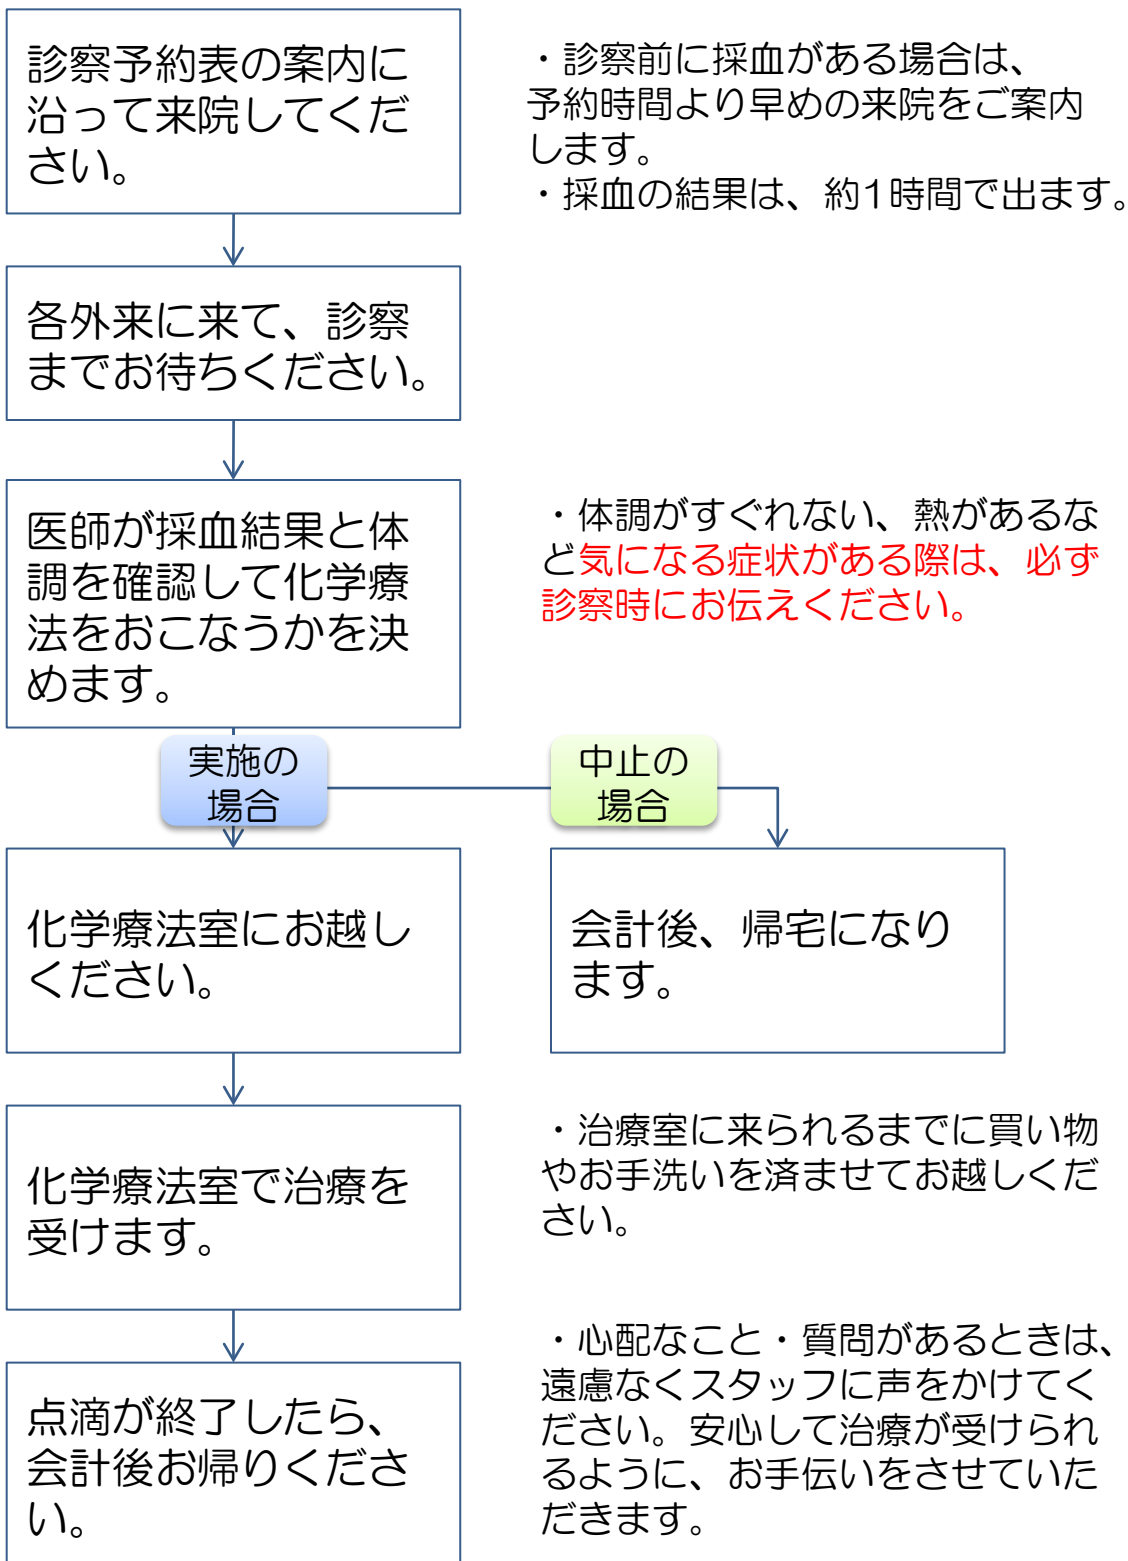 診察予約表の案内に
沿って来院してくだ
さい。
・診察前に採血がある場合は、
予約時間より早めの来院をご案内
します。
・採血の結果は、約1時間で出ます。
各外来に来て、診察
までお待ちください。
医師が採血結果と体
調を確認して化学療
法をおこなうかを決
めます。
・体調がすぐれない、熱があるな
ど気になる症状がある際は、必ず
診察時にお伝えください。
実施の
場合
中止の
場合
化学療法室にお越し
ください。
会計後、帰宅になり
ます。
化学療法室で治療を
受けます。
・治療室に来られるまでに買い物
やお手洗いを済ませてお越しくだ
さい。
点滴が終了したら、
会計後お帰りくださ
い。
・心配なこと・質問があるときは、
遠慮なくスタッフに声をかけてく
ださい。安心して治療が受けられ
るように、お手伝いをさせていた
だきます。